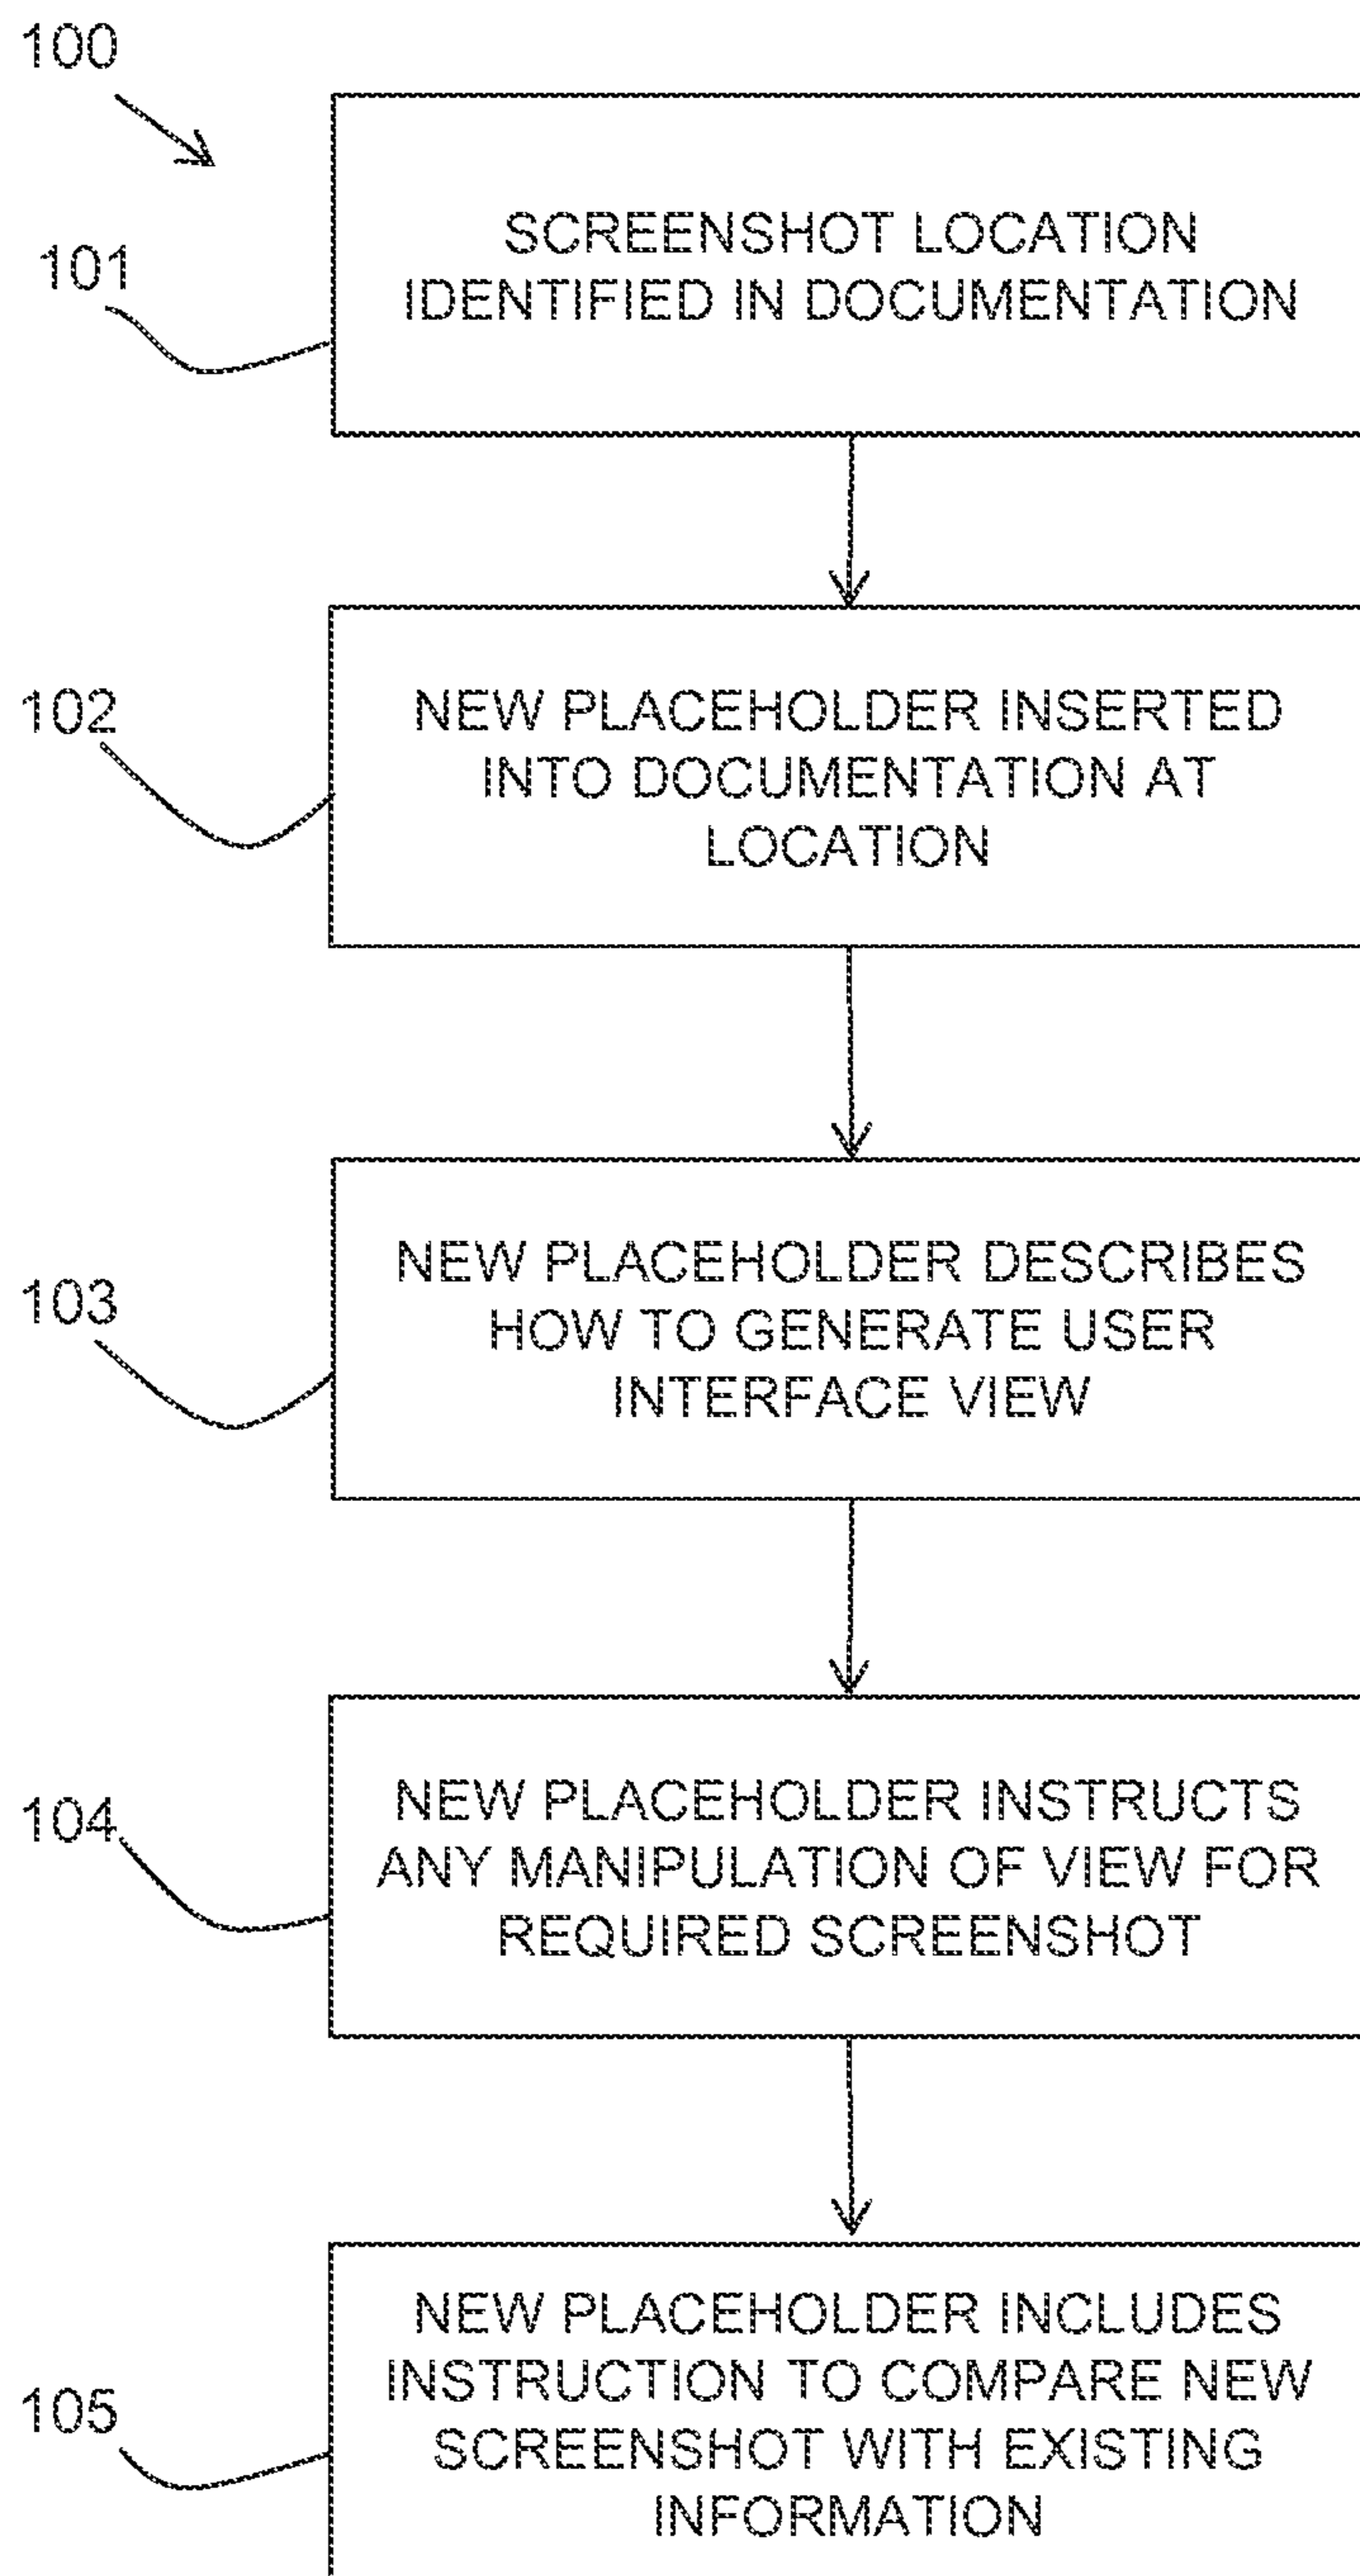 100
101
SCREENSHOT LOCATION
IDENTIFIED IN DOCUMENTATION
102
NEW PLACEHOLDER INSERTED
INTO DOCUMENTATION AT
LOCATION
103
NEW PLACEHOLDER DESCRIBES
HOW TO GENERATE USER
INTERFACE VIEW
104
NEW PLACEHOLDER INSTRUCTS
ANY MANIPULATION OF VIEW FOR
REQUIRED SCREENSHOT
105
NEW PLACEHOLDER INCLUDES
INSTRUCTION TO COMPARE NEW
SCREENSHOT WITH EXISTING
INFORMATION